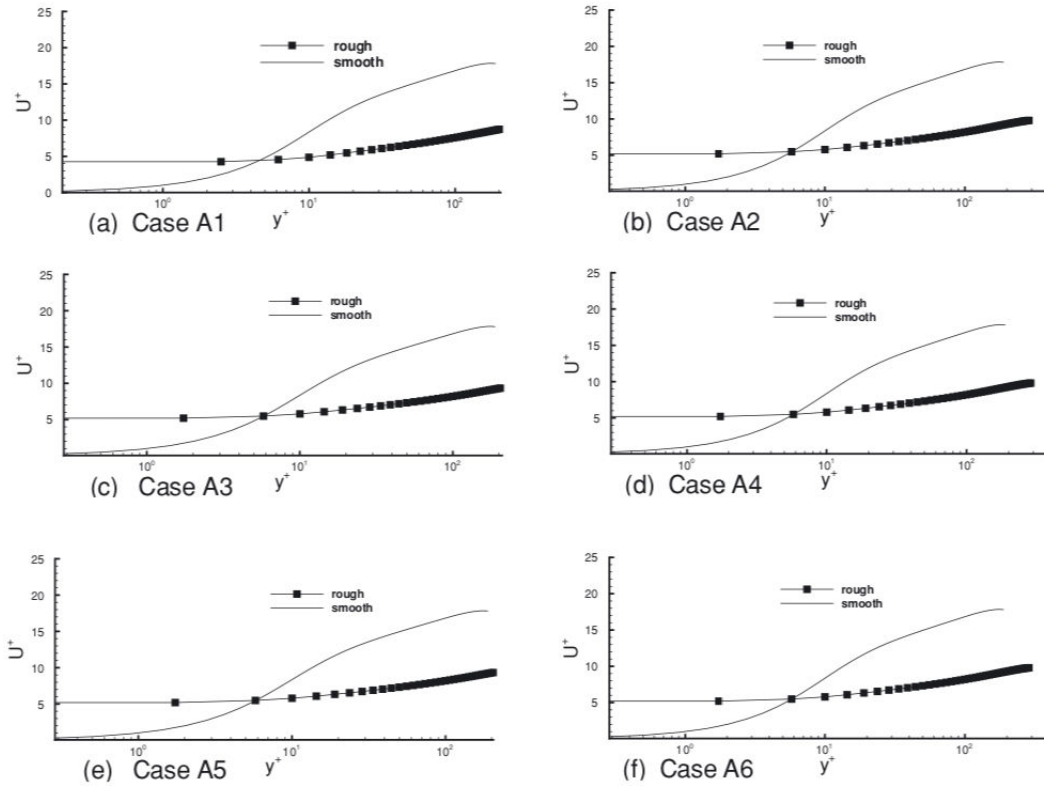 25
20
15
10
5
0
U+
rough
smooth
10⁰
10¹
10²
(a) Case A1
y+
25
20
15
10
5
U+
rough
smooth
10⁰
10¹
10²
(b) Case A2
y+
25
20
15
10
5
U+
rough
smooth
10⁰
10¹
10²
(c) Case A3
y+
25
20
15
10
5
U+
rough
smooth
10⁰
10¹
10²
(d) Case A4
y+
25
20
15
10
5
U+
rough
smooth
10⁰
10¹
10²
(e) Case A5
y+
25
20
15
10
5
U+
rough
smooth
10⁰
10¹
10²
(f) Case A6
y+